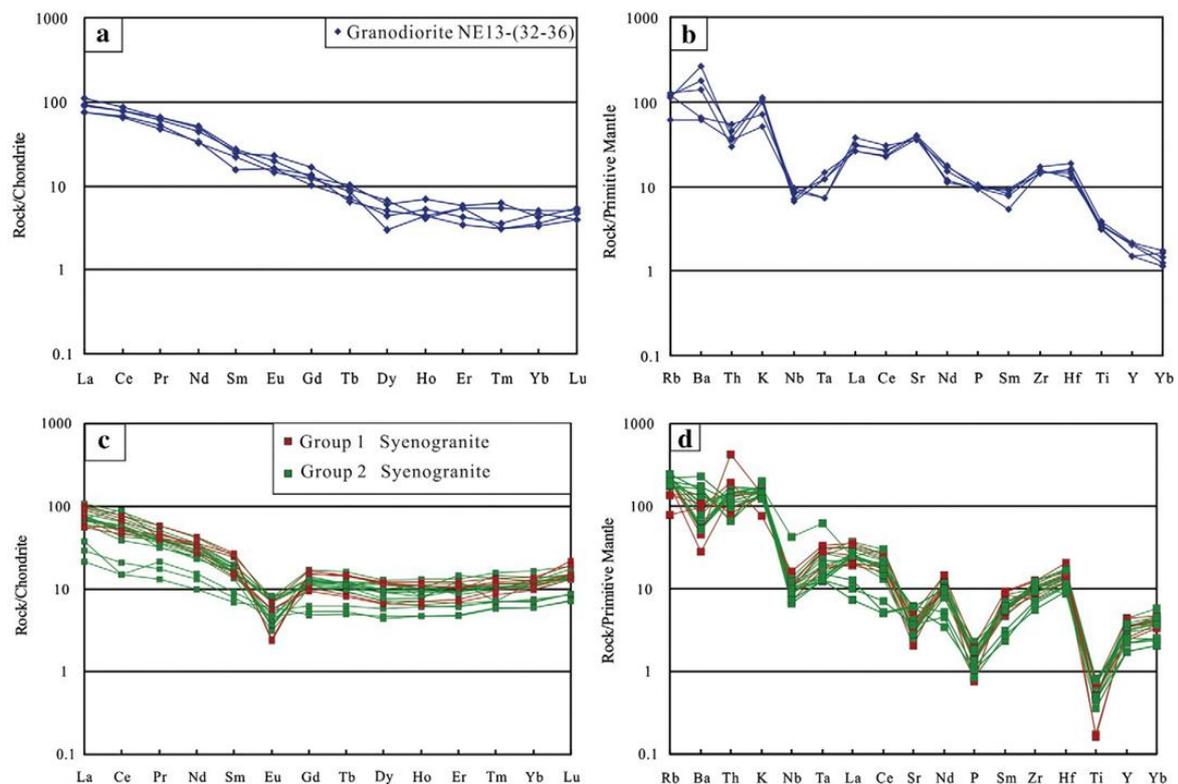 a
Granodiorite NE13-(32-36)
Rock/Chondrite
1000
100
10
1
0.1
La Ce Pr Nd Sm Eu Gd Tb Dy Ho Er Tm Yb Lu
b
Rock/Primitive Mantle
1000
100
10
1
0.1
Rb Ba Th K Nb Ta La Ce Sr Nd P Sm Zr Hf Ti Y Yb
c
Group 1 Syenogranite
Group 2 Syenogranite
Rock/Chondrite
1000
100
10
1
0.1
La Ce Pr Nd Sm Eu Gd Tb Dy Ho Er Tm Yb Lu
d
Rock/Primitive Mantle
1000
100
10
1
0.1
Rb Ba Th K Nb Ta La Ce Sr Nd P Sm Zr Hf Ti Y Yb